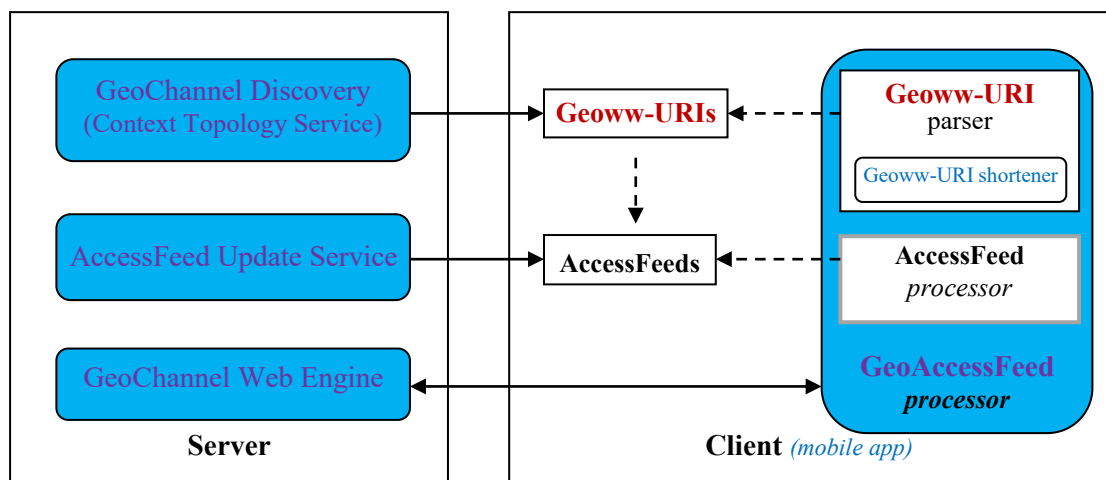 GeoChannel Discovery
(Context Topology Service)
AccessFeed Update Service
GeoChannel Web Engine
Server
Geoww-URIs
AccessFeeds
Geoww-URI
parser
Geoww-URI shortener
AccessFeed
processor
GeoAccessFeed
processor
Client (mobile app)